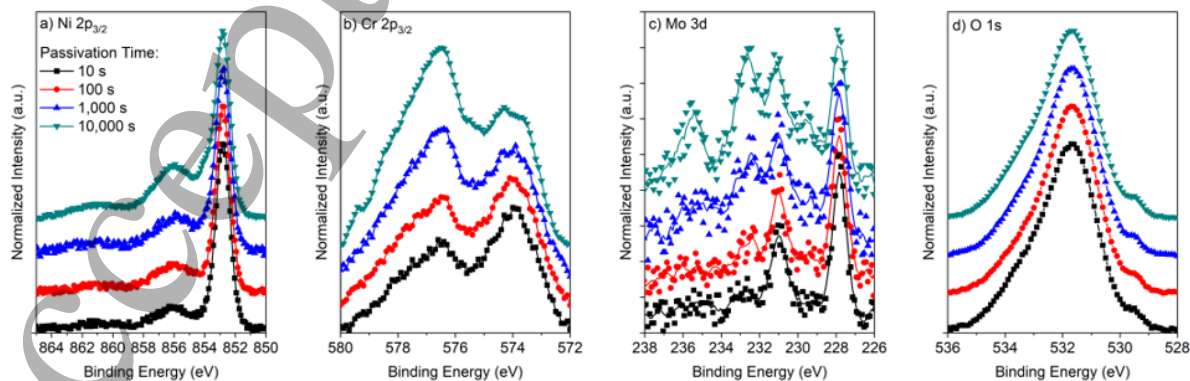 a) Ni 2p3/2
Passivation Time:
10 s
100 s
1,000 s
10,000 s
Normalized Intensity (a.u.)
864 862 860 858 856 854 852 850
Binding Energy (eV)
b) Cr 2p3/2
Normalized Intensity (a.u.)
580 578 576 574 572
Binding Energy (eV)
c) Mo 3d
Normalized Intensity (a.u.)
238 236 234 232 230 228 226
Binding Energy (eV)
d) O 1s
Normalized Intensity (a.u.)
536 534 532 530 528
Binding Energy (eV)
ccep